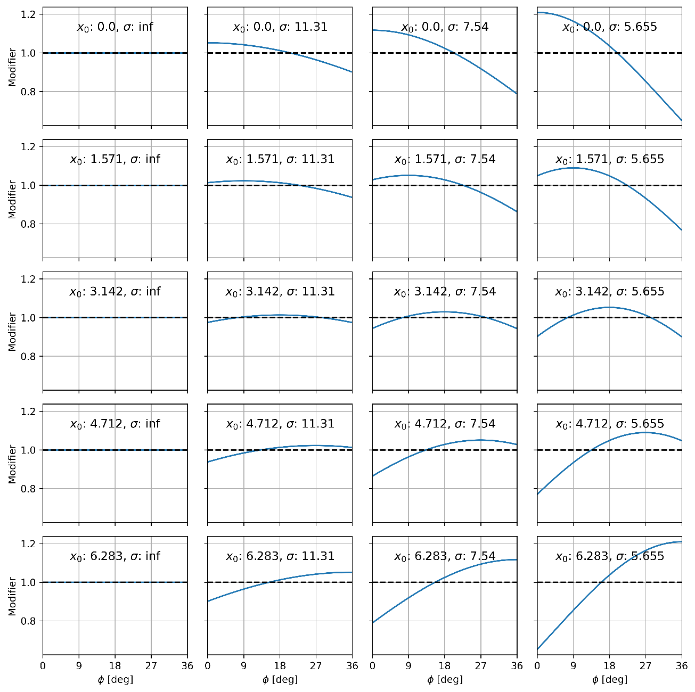 x₀: 0.0, σ: inf
x₀: 0.0, σ: 11.31
x₀: 0.0, σ: 7.54
x₀: 0.0, σ: 5.655
Modifier
1.2
1.0
0.8
x₀: 1.571, σ: inf
x₀: 1.571, σ: 11.31
x₀: 1.571, σ: 7.54
x₀: 1.571, σ: 5.655
Modifier
1.2
1.0
0.8
x₀: 3.142, σ: inf
x₀: 3.142, σ: 11.31
x₀: 3.142, σ: 7.54
x₀: 3.142, σ: 5.655
Modifier
1.2
1.0
0.8
x₀: 4.712, σ: inf
x₀: 4.712, σ: 11.31
x₀: 4.712, σ: 7.54
x₀: 4.712, σ: 5.655
Modifier
1.2
1.0
0.8
x₀: 6.283, σ: inf
x₀: 6.283, σ: 11.31
x₀: 6.283, σ: 7.54
x₀: 6.283, σ: 5.655
Modifier
1.2
1.0
0.8
0 9 18 27 36
0 9 18 27 36
0 9 18 27 36
0 9 18 27 36
ϕ [deg]
ϕ [deg]
ϕ [deg]
ϕ [deg]